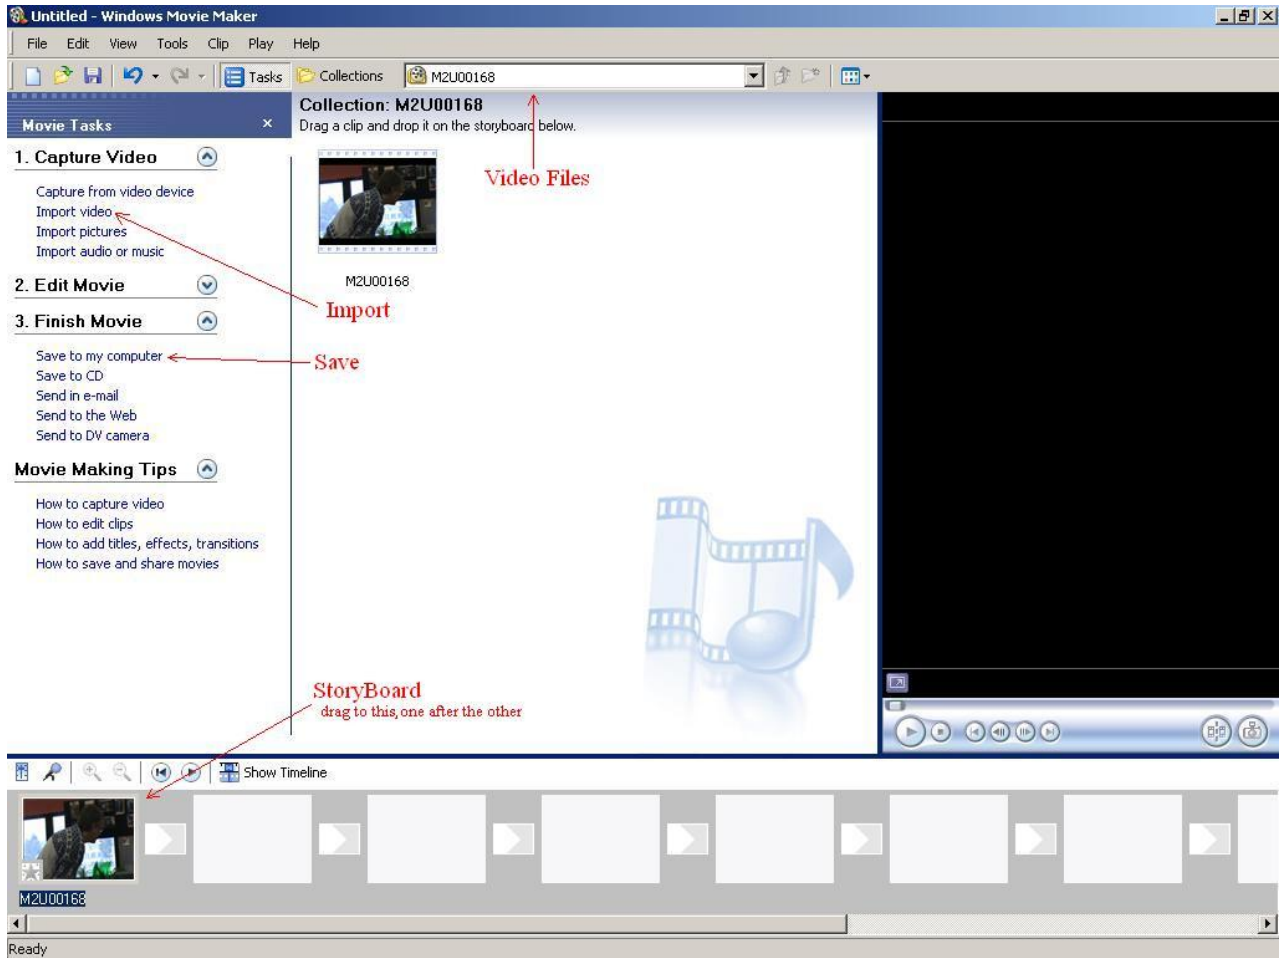 Untitled - Windows Movie Maker
File Edit View Tools Clip Play Help
Tasks Collections M2U00168
Movie Tasks
1. Capture Video
Capture from video device
Import video
Import pictures
Import audio or music
2. Edit Movie
3. Finish Movie
Save to my computer
Save to CD
Send in e-mail
Send to the Web
Send to DV camera
Movie Making Tips
How to capture video
How to edit clips
How to add titles, effects, transitions
How to save and share movies
Collection: M2U00168
Drag a clip and drop it on the storyboard below.
Video Files
M2U00168
Import
Save
StoryBoard
drag to this, one after the other
Show Timeline
M2U00168
Ready